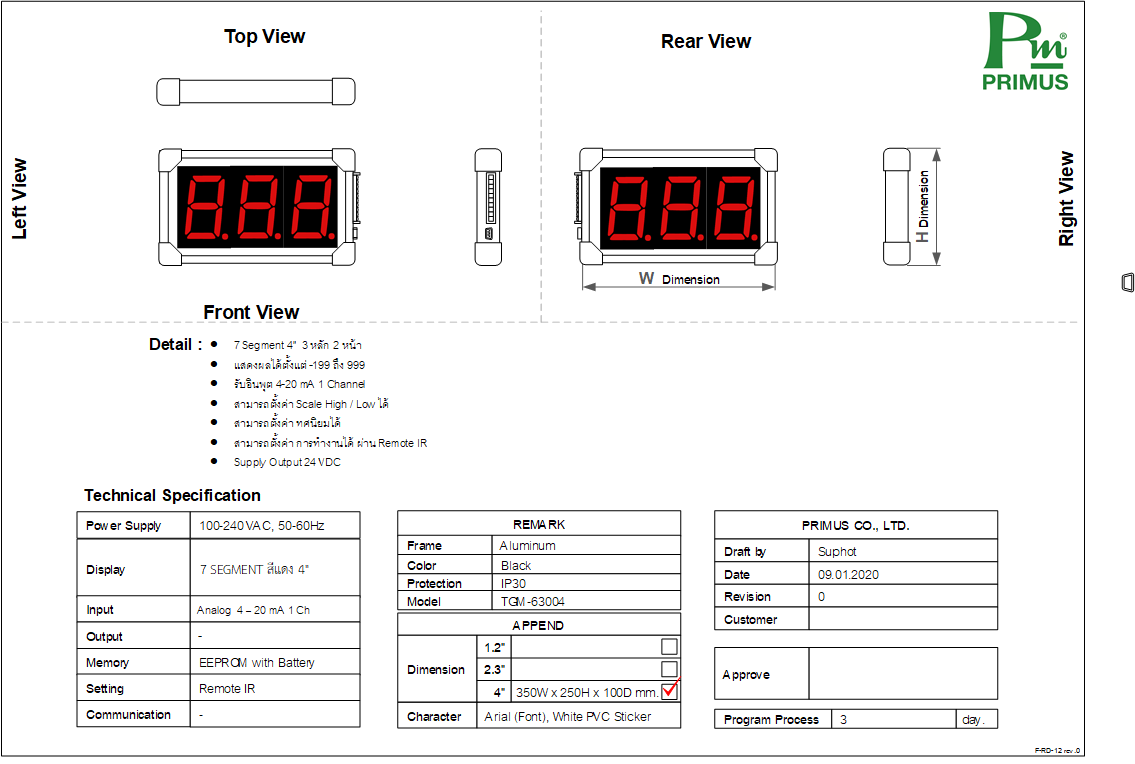 Top View
Rear View
Pm®
PRIMUS
Left View
Right View
8.8.8.
8.8.8.
H Dimension
W Dimension
Front View
Detail :
7 Segment 4" 3 หลัก 2 หน้า
แสดงผลได้ตั้งแต่ -199 ถึง 999
รับอินพุต 4-20 mA 1 Channel
สามารถตั้งค่า Scale High / Low ได้
สามารถตั้งค่า ทศนิยมได้
สามารถตั้งค่า การทำงานได้ ผ่าน Remote IR
Supply Output 24 VDC
Technical Specification
Power Supply 100-240 VAC, 50-60Hz
Display 7 SEGMENT สีแดง 4"
Input Analog 4 – 20 mA 1 Ch
Output -
Memory EEPROM with Battery
Setting Remote IR
Communication -
REMARK
Frame Aluminum
Color Black
Protection IP30
Model TGM-63004
APPEND
Dimension
1.2"
2.3"
4" 350W x 250H x 100D mm.
Character Arial (Font), White PVC Sticker
PRIMUS CO., LTD.
Draft by Suphot
Date 09.01.2020
Revision 0
Customer
Approve
Program Process 3 day.
F-RD-12 rev.0